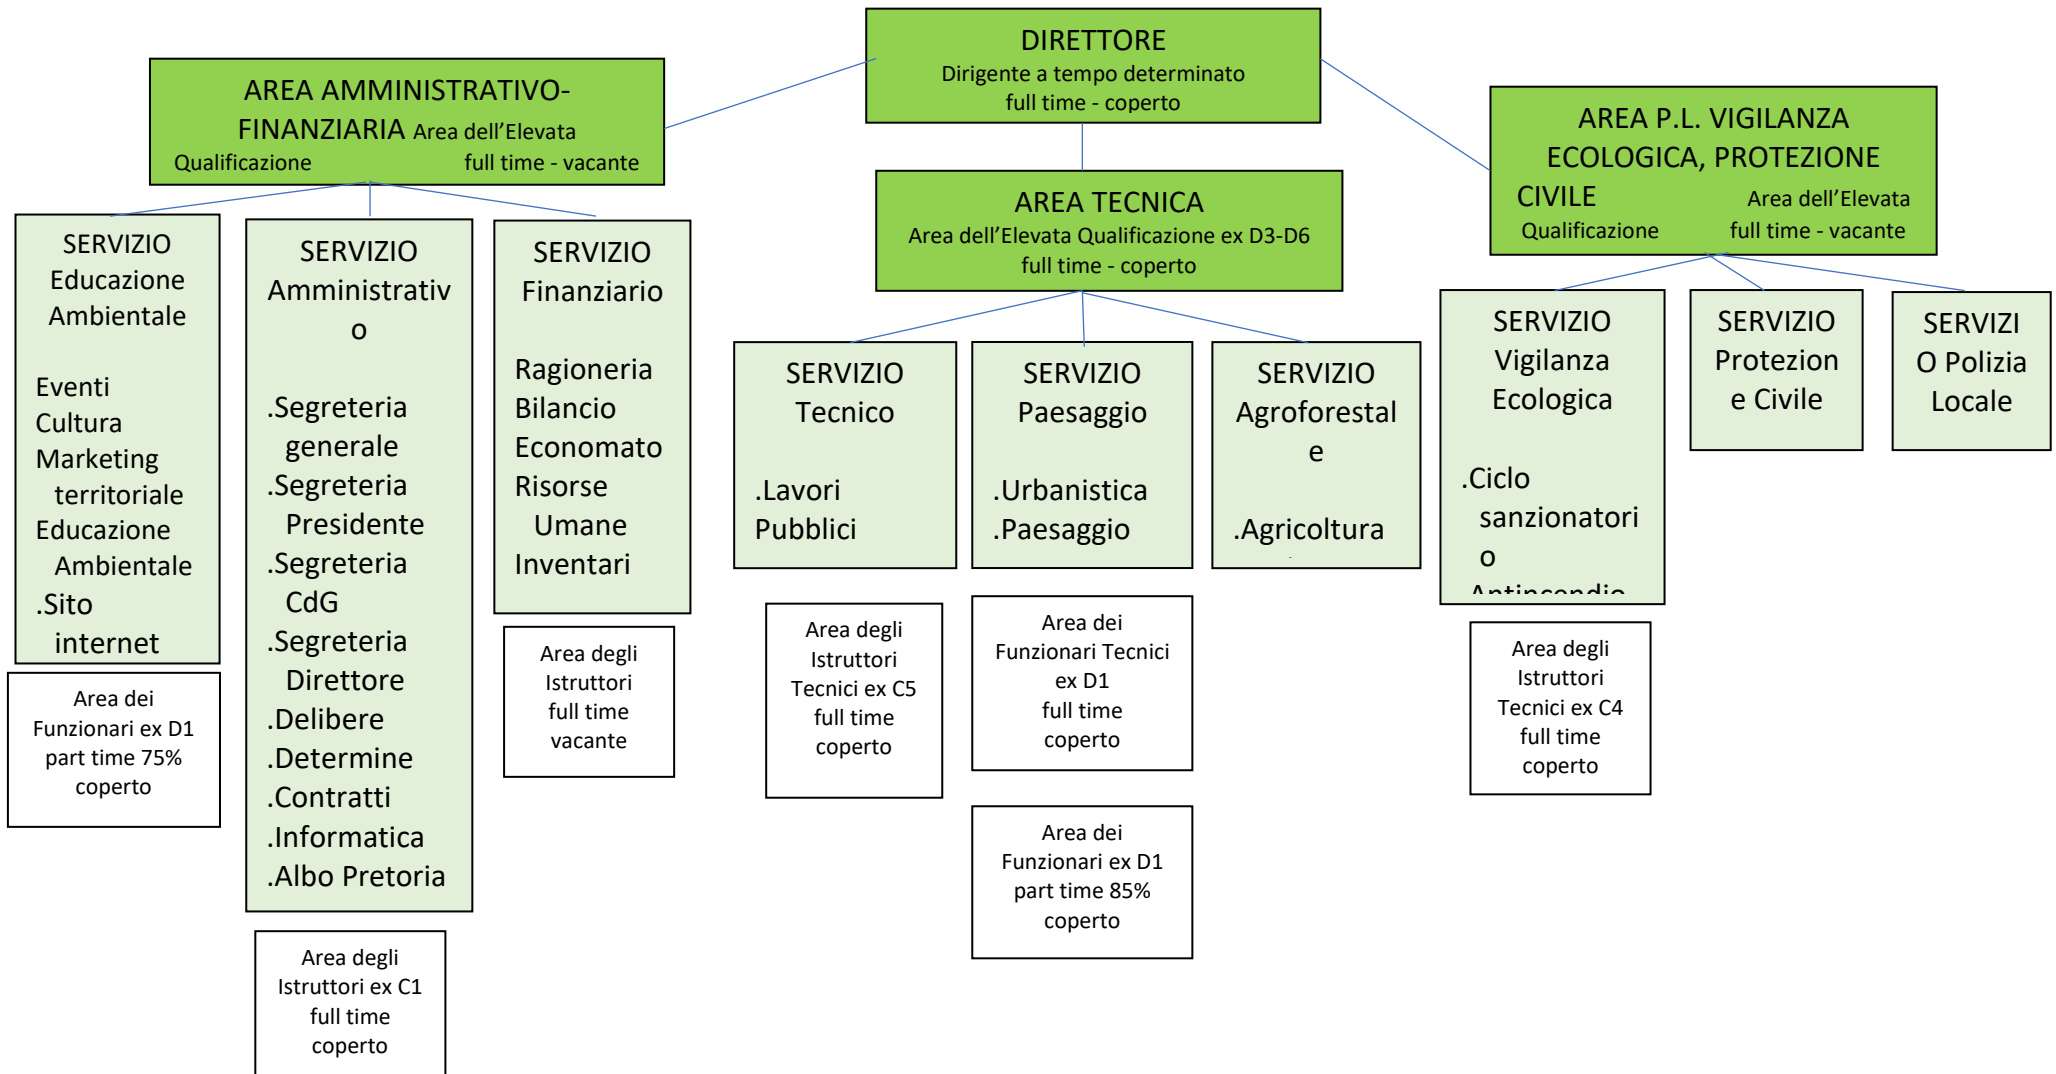 DIRETTORE
Dirigente a tempo determinato
full time - coperto
AREA AMMINISTRATIVO-
FINANZIARIA Area dell’Elevata
Qualificazione full time - vacante
AREA TECNICA
Area dell’Elevata Qualificazione ex D3-D6
full time - coperto
AREA P.L. VIGILANZA
ECOLOGICA, PROTEZIONE
CIVILE Area dell’Elevata
Qualificazione full time - vacante
SERVIZIO
Educazione
Ambientale
Eventi
Cultura
Marketing
territoriale
Educazione
Ambientale
.Sito
internet
Area dei
Funzionari ex D1
part time 75%
coperto
SERVIZIO
Amministrativ
o
.Segreteria
generale
.Segreteria
Presidente
.Segreteria
CdG
.Segreteria
Direttore
.Delibere
.Determine
.Contratti
.Informatica
.Albo Pretoria
Area degli
Istruttori ex C1
full time
coperto
SERVIZIO
Finanziario
Ragioneria
Bilancio
Economato
Risorse
Umane
Inventari
Area degli
Istruttori
full time
vacante
SERVIZIO
Tecnico
.Lavori
Pubblici
Area degli
Istruttori
Tecnici ex C5
full time
coperto
SERVIZIO
Paesaggio
.Urbanistica
.Paesaggio
Area dei
Funzionari Tecnici
ex D1
full time
coperto
Area dei
Funzionari ex D1
part time 85%
coperto
SERVIZIO
Agroforestal
e
.Agricoltura
SERVIZIO
Vigilanza
Ecologica
.Ciclo
sanzionatori
o
Antincendio
Area degli
Istruttori
Tecnici ex C4
full time
coperto
SERVIZIO
Protezion
e Civile
SERVIZI
O Polizia
Locale